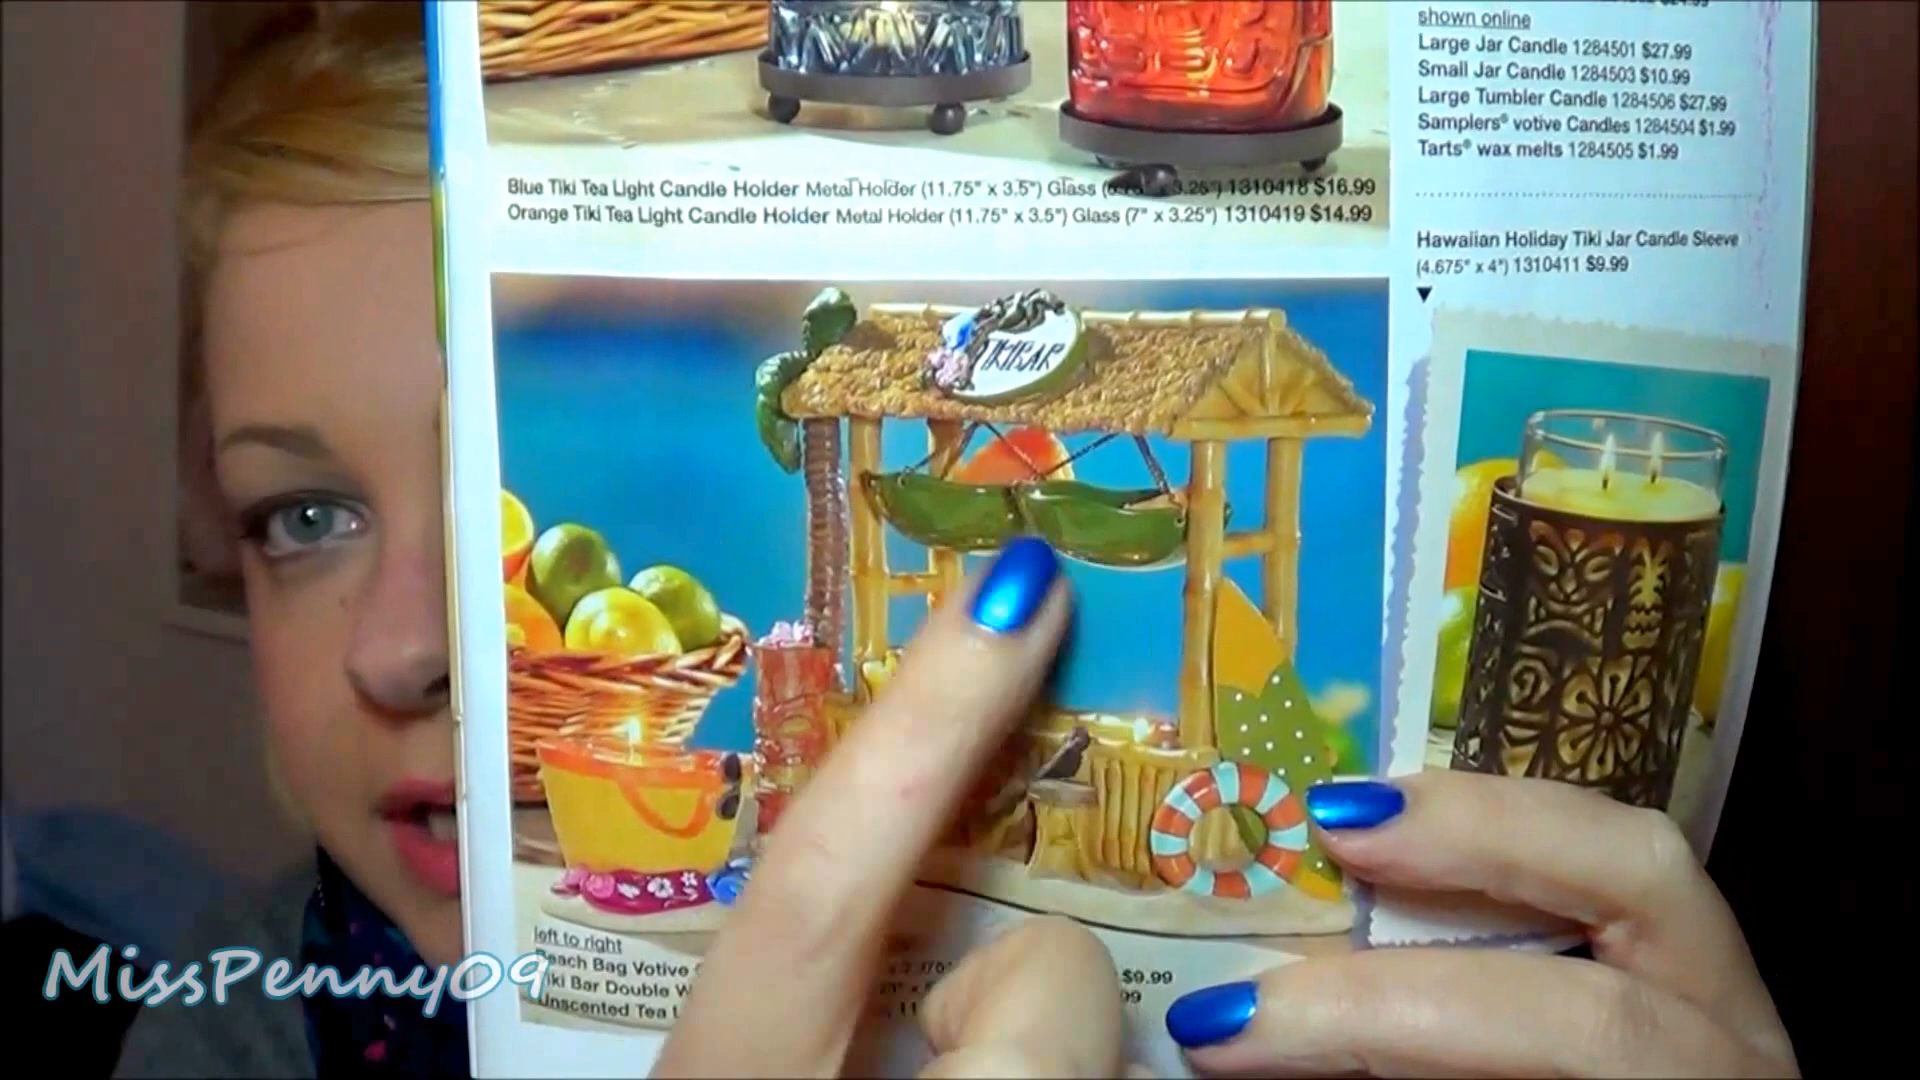 shown online
Large Jar Candle 1284501 $27.99
Small Jar Candle 1284503 $10.99
Large Tumbler Candle 1284506 $27.99
Samplers® votive Candles 1284504 $1.99
Tarts® wax melts 1284505 $1.99
Blue Tiki Tea Light Candle Holder Metal Holder (11.75" x 3.5") Glass ( x 3.25") 1310418 $16.99
Orange Tiki Tea Light Candle Holder Metal Holder (11.75" x 3.5") Glass (7" x 3.25") 1310419 $14.99
Hawaiian Holiday Tiki Jar Candle Sleeve
(4.675" x 4") 1310411 $9.99
TIKI BAR
left to right
Beach Bag Votive $9.99
Tiki Bar Double
Unscented Tea
MissPenny09